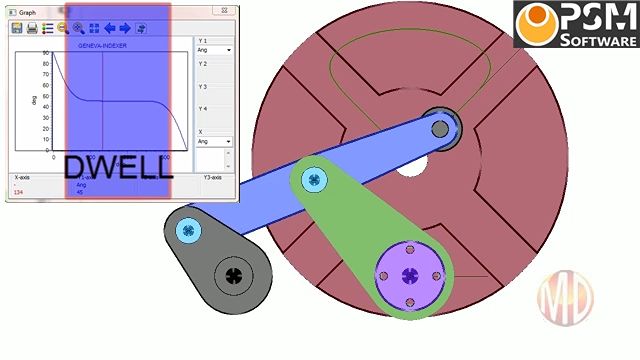 Graph
GENEVA-INDEXER
90
80
70
60
50
40
30
20
10
0
deg
0
DWELL
Y 1
Ang
Y 2
Y 3
Y 4
X
Ang
X-axis
-
134
Y1-axis
Ang
45
Y3-axis
PSM
SOFTWARE
MD